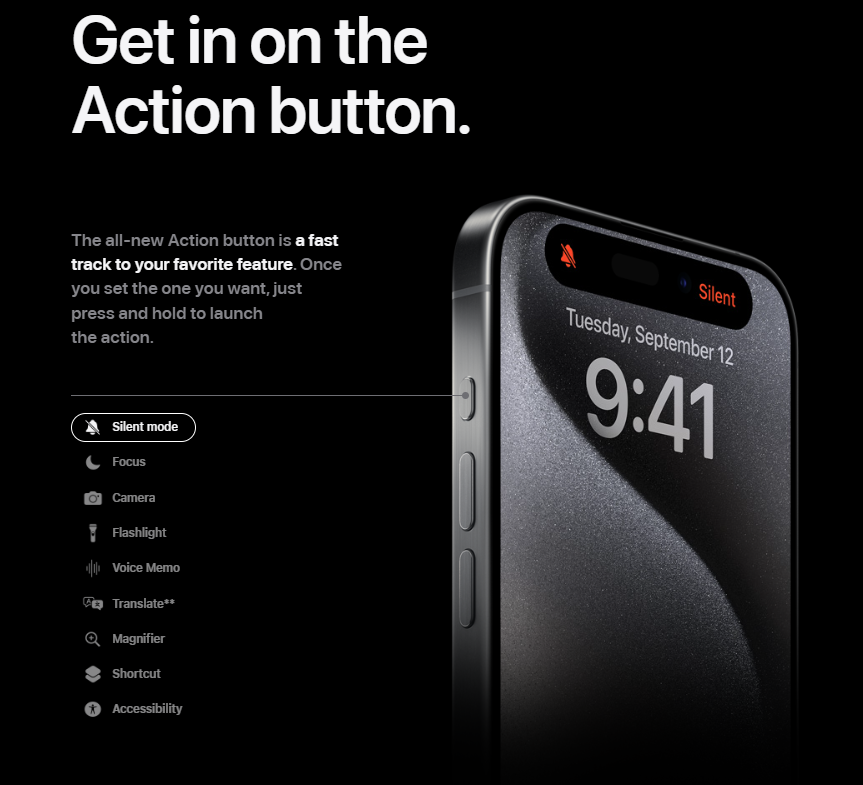 Get in on the
Action button.
The all-new Action button is a fast
track to your favorite feature. Once
you set the one you want, just
press and hold to launch
the action.
Silent mode
Focus
Camera
Flashlight
Voice Memo
Translate**
Magnifier
Shortcut
Accessibility
Silent
Tuesday, September 12
9:41